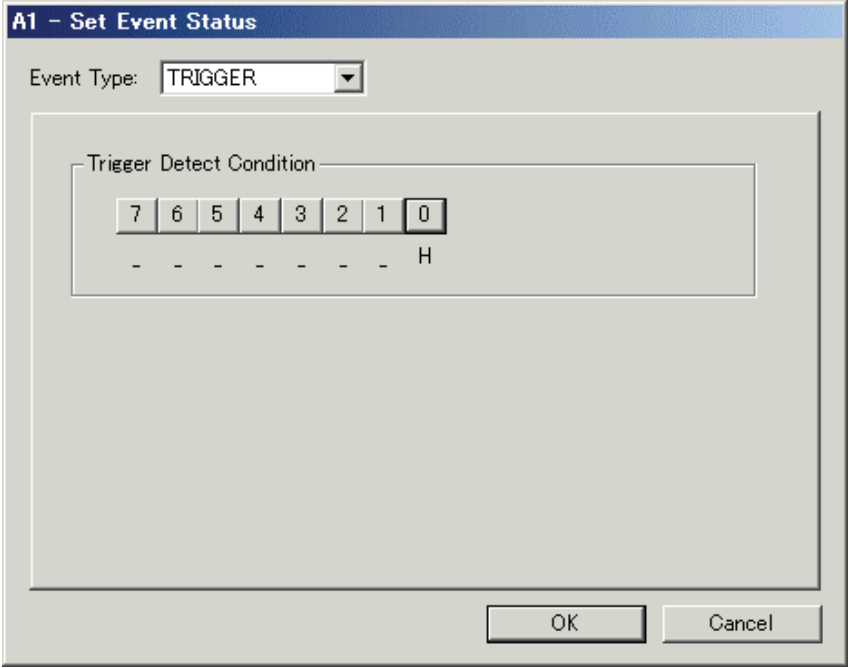 A1 - Set Event Status
Event Type: TRIGGER
Trigger Detect Condition
7 6 5 4 3 2 1 0
- - - - - - - H
OK Cancel